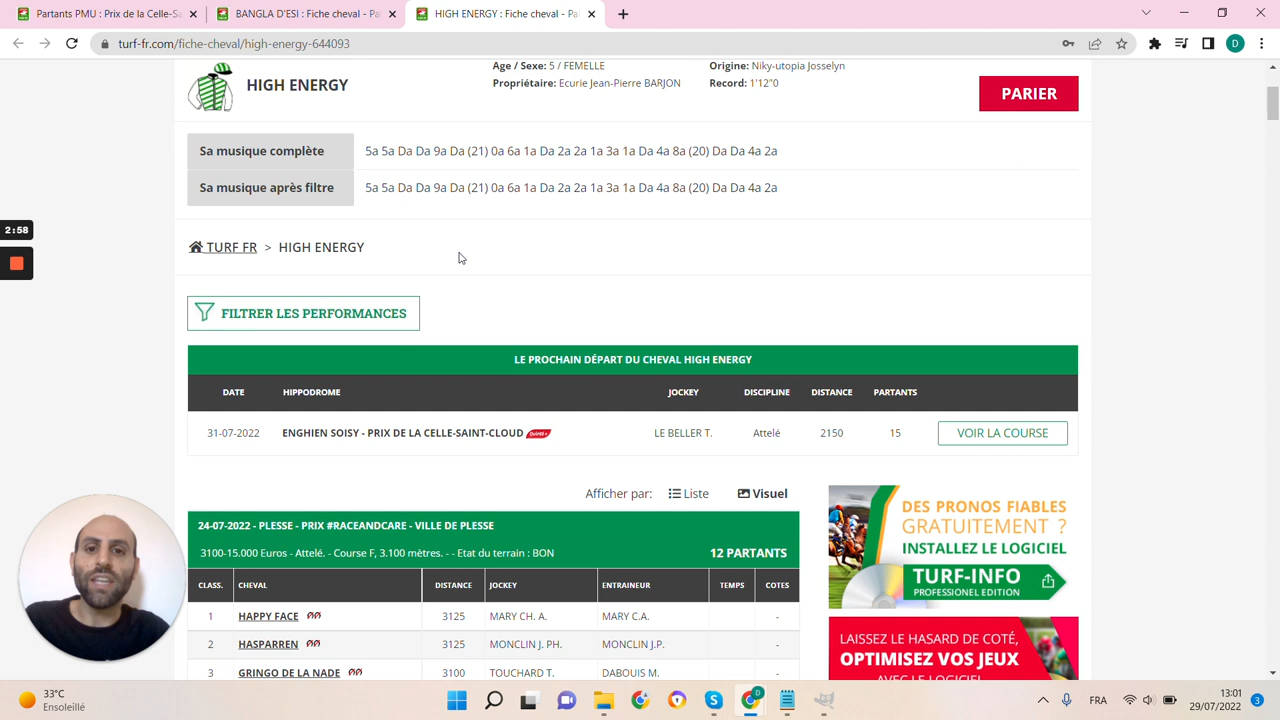 Partants PMU : Prix de la Celle-Sa
BANGLA D'ESI : Fiche cheval - Pa
HIGH ENERGY : Fiche cheval - Pa
turf-fr.com/fiche-cheval/high-energy-644093
D
HIGH ENERGY
Age / Sexe: 5 / FEMELLE
Origine: Niky-utopia Josselyn
Propriétaire: Ecurie Jean-Pierre BARJON
Record: 1'12"0
PARIER
Sa musique complète
5a 5a Da Da 9a Da (21) 0a 6a 1a Da 2a 2a 1a 3a 1a Da 4a 8a (20) Da Da 4a 2a
Sa musique après filtre
5a 5a Da Da 9a Da (21) 0a 6a 1a Da 2a 2a 1a 3a 1a Da 4a 8a (20) Da Da 4a 2a
2:58
TURF FR > HIGH ENERGY
FILTRER LES PERFORMANCES
LE PROCHAIN DÉPART DU CHEVAL HIGH ENERGY
DATE HIPPODROME JOCKEY DISCIPLINE DISTANCE PARTANTS
31-07-2022 ENGHIEN SOISY - PRIX DE LA CELLE-SAINT-CLOUD Quinté+ LE BELLER T. Attelé 2150 15 VOIR LA COURSE
Afficher par: Liste Visuel
24-07-2022 - PLESSE - PRIX #RACEANDCARE - VILLE DE PLESSE
3100-15.000 Euros - Attelé. - Course F, 3.100 mètres. - - Etat du terrain : BON
12 PARTANTS
CLASS. CHEVAL DISTANCE JOCKEY ENTRAINEUR TEMPS COTES
1 HAPPY FACE 3125 MARY CH. A. MARY C.A. -
2 HASPARREN 3125 MONCLIN J. PH. MONCLIN J.P. -
3 GRINGO DE LA NADE 3100 TOUCHARD T. DABOUIS M. -
DES PRONOS FIABLES
GRATUITEMENT ?
INSTALLEZ LE LOGICIEL
TURF-INFO
PROFESSIONEL EDITION
LAISSEZ LE HASARD DE COTÉ,
OPTIMISEZ VOS JEUX
AVEC LE LOGICIEL
33°C
Ensoleillé
D
FRA
13:01
29/07/2022
3